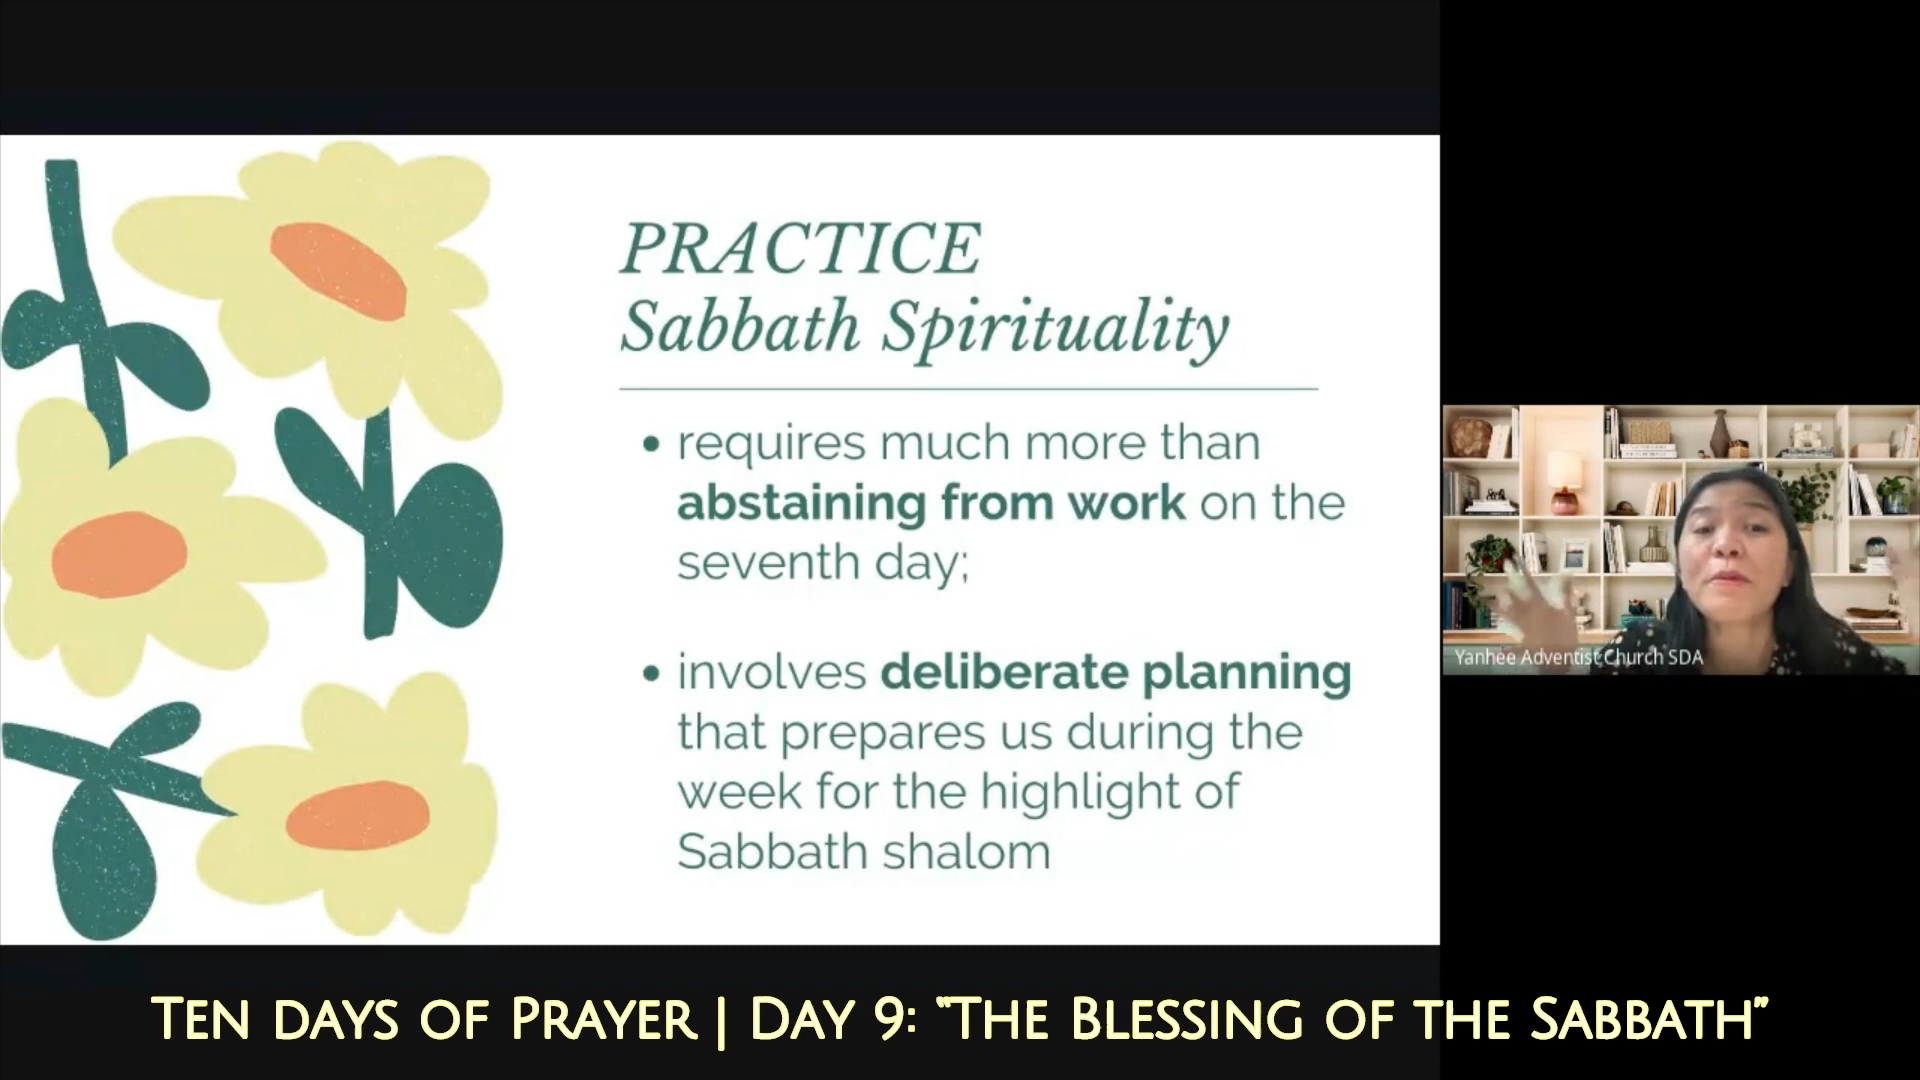 PRACTICE
Sabbath Spirituality
• requires much more than
abstaining from work on the
seventh day;
• involves deliberate planning
that prepares us during the
week for the highlight of
Sabbath shalom
Yanhee Adventist Church SDA
Ten days of Prayer | Day 9: “The Blessing of the Sabbath”